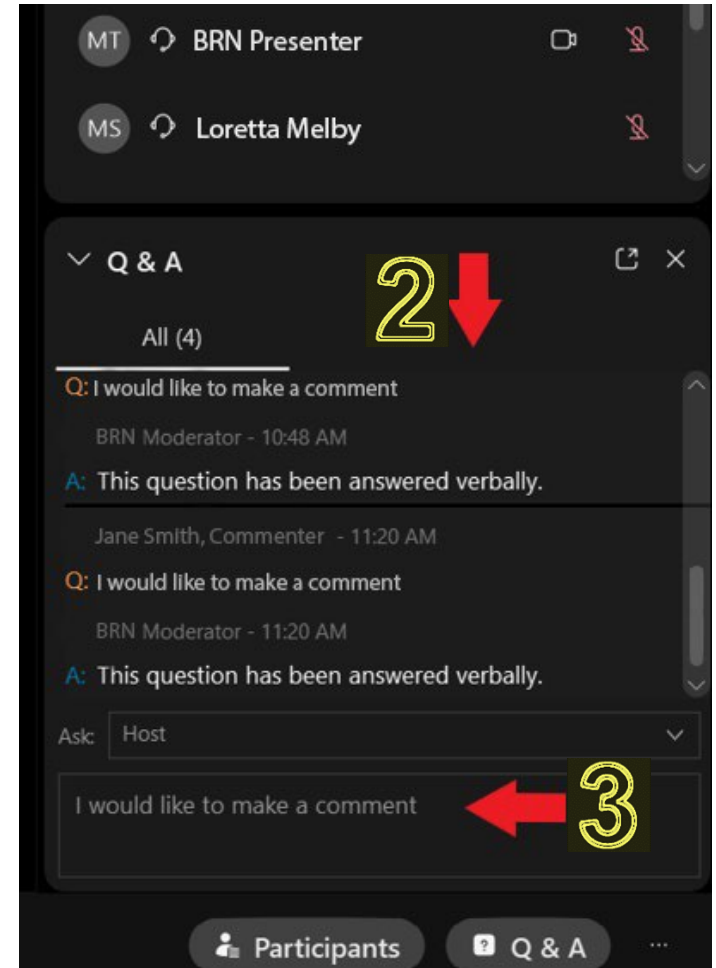 MT BRN Presenter
MS Loretta Melby
Q & A
2
All (4)
Q: I would like to make a comment
BRN Moderator - 10:48 AM
A: This question has been answered verbally.
Jane Smith, Commenter - 11:20 AM
Q: I would like to make a comment
BRN Moderator - 11:20 AM
A: This question has been answered verbally.
Ask: Host
I would like to make a comment 3
Participants ? Q & A ...